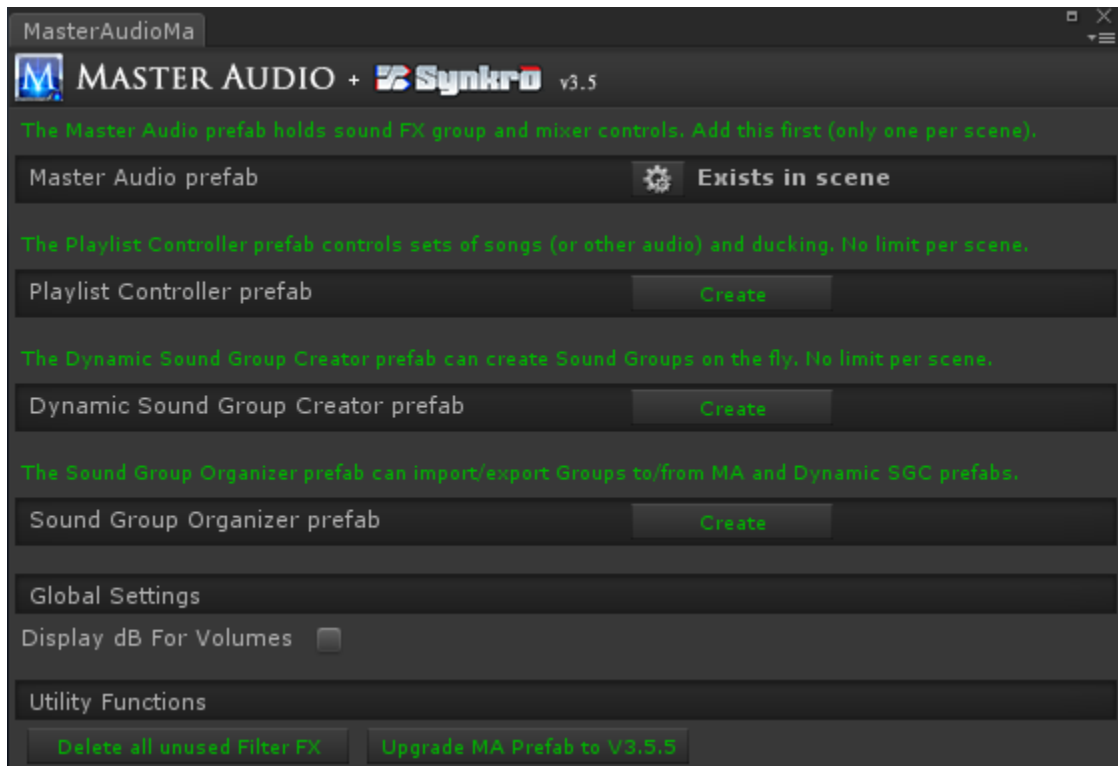 MasterAudioMa
M MASTER AUDIO + Synkro v3.5
The Master Audio prefab holds sound FX group and mixer controls. Add this first (only one per scene).
Master Audio prefab Exists in scene
The Playlist Controller prefab controls sets of songs (or other audio) and ducking. No limit per scene.
Playlist Controller prefab Create
The Dynamic Sound Group Creator prefab can create Sound Groups on the fly. No limit per scene.
Dynamic Sound Group Creator prefab Create
The Sound Group Organizer prefab can import/export Groups to/from MA and Dynamic SGC prefabs.
Sound Group Organizer prefab Create
Global Settings
Display dB For Volumes
Utility Functions
Delete all unused Filter FX Upgrade MA Prefab to V3.5.5